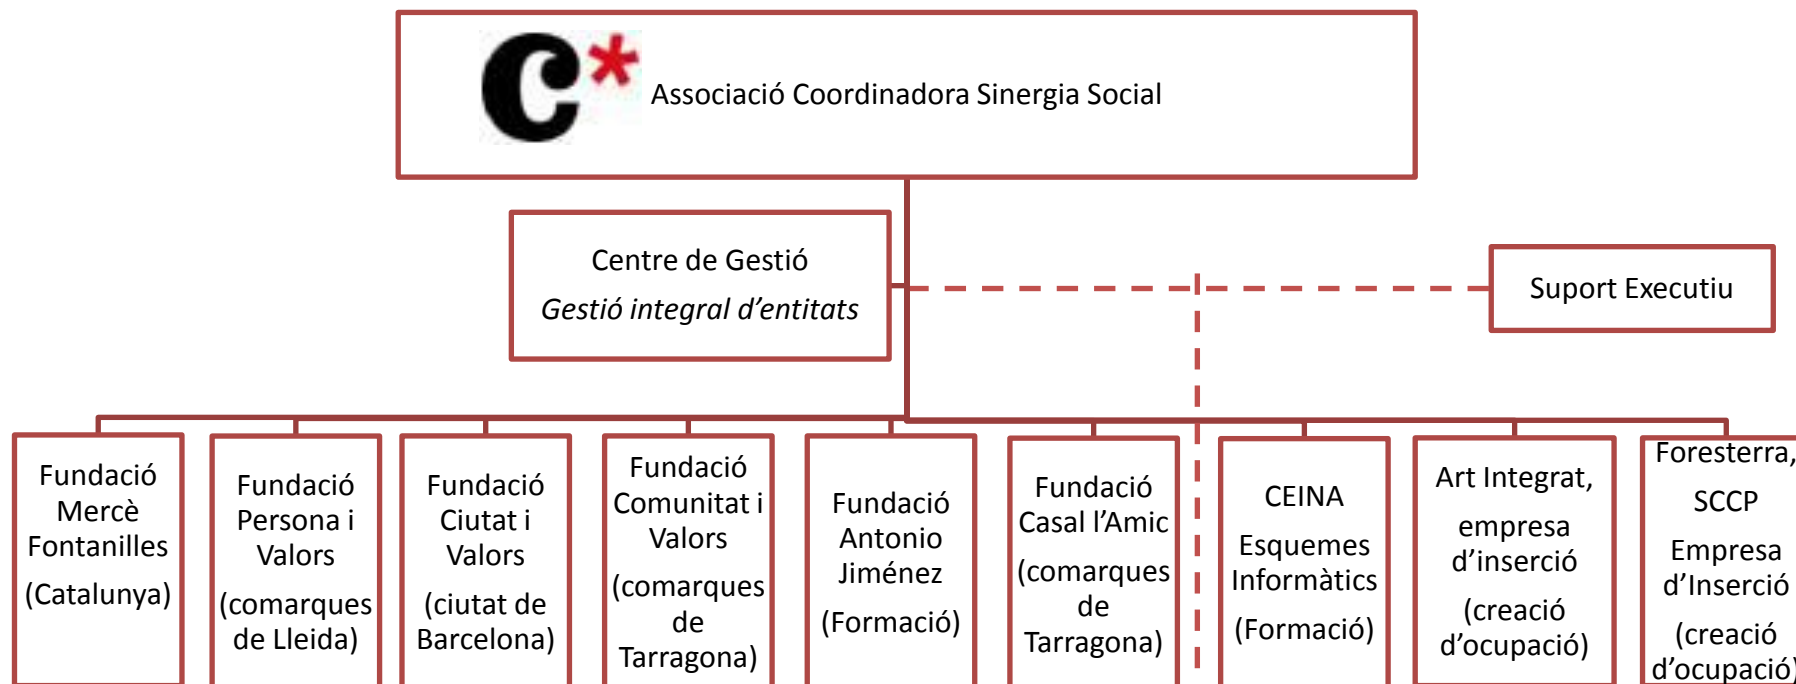 C*
Associació Coordinadora Sinergia Social
Centre de Gestió
Gestió integral d'entitats
Suport Executiu
Fundació
Mercè
Fontanilles
(Catalunya)
Fundació
Persona i
Valors
(comarques
de Lleida)
Fundació
Ciutat i
Valors
(ciutat de
Barcelona)
Fundació
Comunitat i
Valors
(comarques
de
Tarragona)
Fundació
Antonio
Jiménez
(Formació)
Fundació
Casal l'Amic
(comarques
de
Tarragona)
CEINA
Esquemes
Informàtics
(Formació)
Art Integrat,
empresa
d'inserció
(creació
d'ocupació)
Foresterra,
SCCP
Empresa
d'Inserció
(creació
d'ocupació)